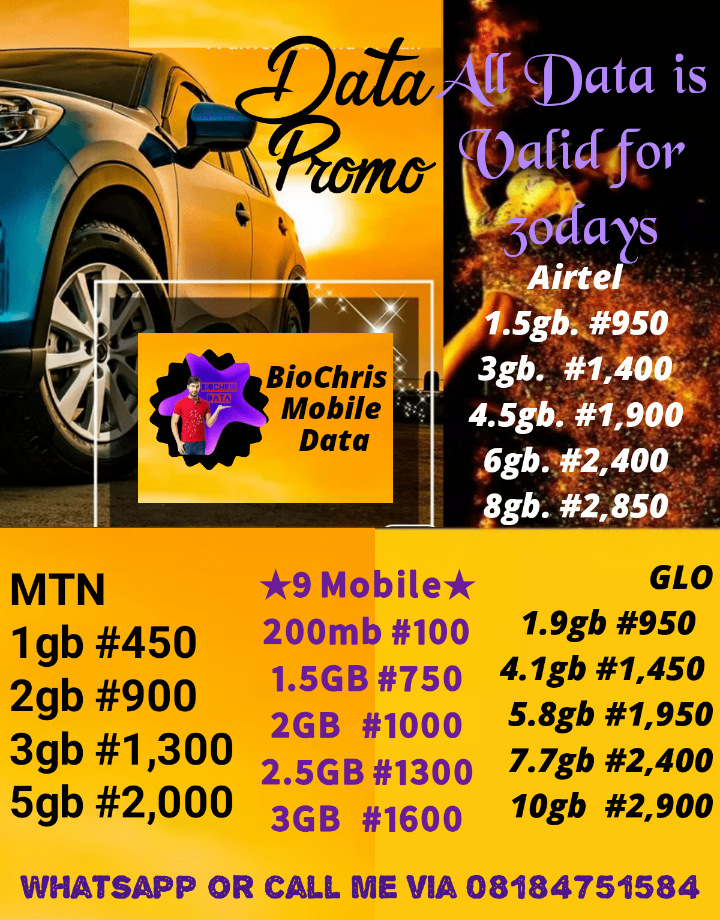 Data
Promo
All Data is
Valid for
30days
Airtel
1.5gb. #950
3gb. #1,400
4.5gb. #1,900
6gb. #2,400
8gb. #2,850
BIOCHRIS
DATA
BioChris
Mobile
Data
MTN
1gb #450
2gb #900
3gb #1,300
5gb #2,000
★9 Mobile★
200mb #100
1.5GB #750
2GB #1000
2.5GB #1300
3GB #1600
GLO
1.9gb #950
4.1gb #1,450
5.8gb #1,950
7.7gb #2,400
10gb #2,900
WHATSAPP OR CALL ME VIA 08184751584